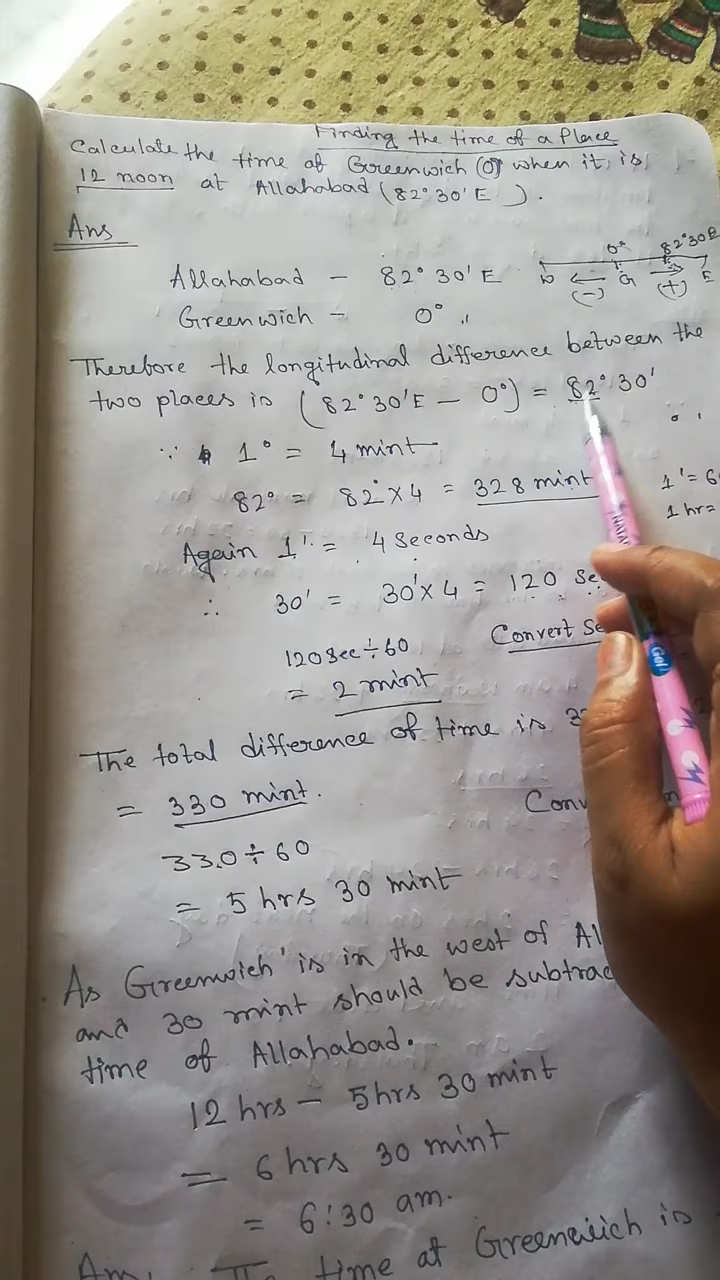 Finding the time of a Place
Calculate the time of Greenwich (0°) when it is
12 noon at Allahabad (82° 30' E).
Ans
0° 82°30E
Allahabad - 82° 30' E
W G E
(-) (+)
Greenwich - 0° "
Therefore the longitudinal difference between the
two places is (82° 30'E - 0°) = 82° 30'
∵ 1° = 4 mint
82° = 82° x 4 = 328 mint
1' = 6
1 hr =
Again 1' = 4 Seconds
∴ 30' = 30' x 4 = 120 Se
120 Sec ÷ 60
Convert Se
= 2 mint
The total difference of time is 3
= 330 mint.
Conv
330 ÷ 60
= 5 hrs 30 mint
As Greenwich is in the west of Al
and 30 mint should be subtrac
time of Allahabad.
12 hrs - 5hrs 30 mint
= 6 hrs 30 mint
= 6:30 am.
Ans. The time at Greenwich is